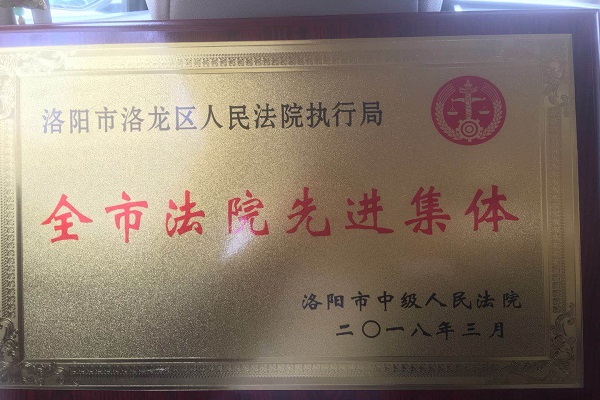 洛阳市洛龙区人民法院执行局
全市法院先进集体
洛阳市中级人民法院
二〇一八年三月